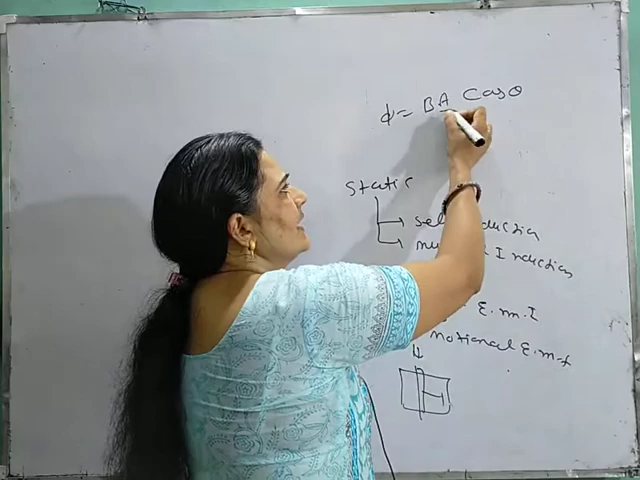 ϕ = BA Cosθ
Static
Induction
E.M.I
motional E.m.f